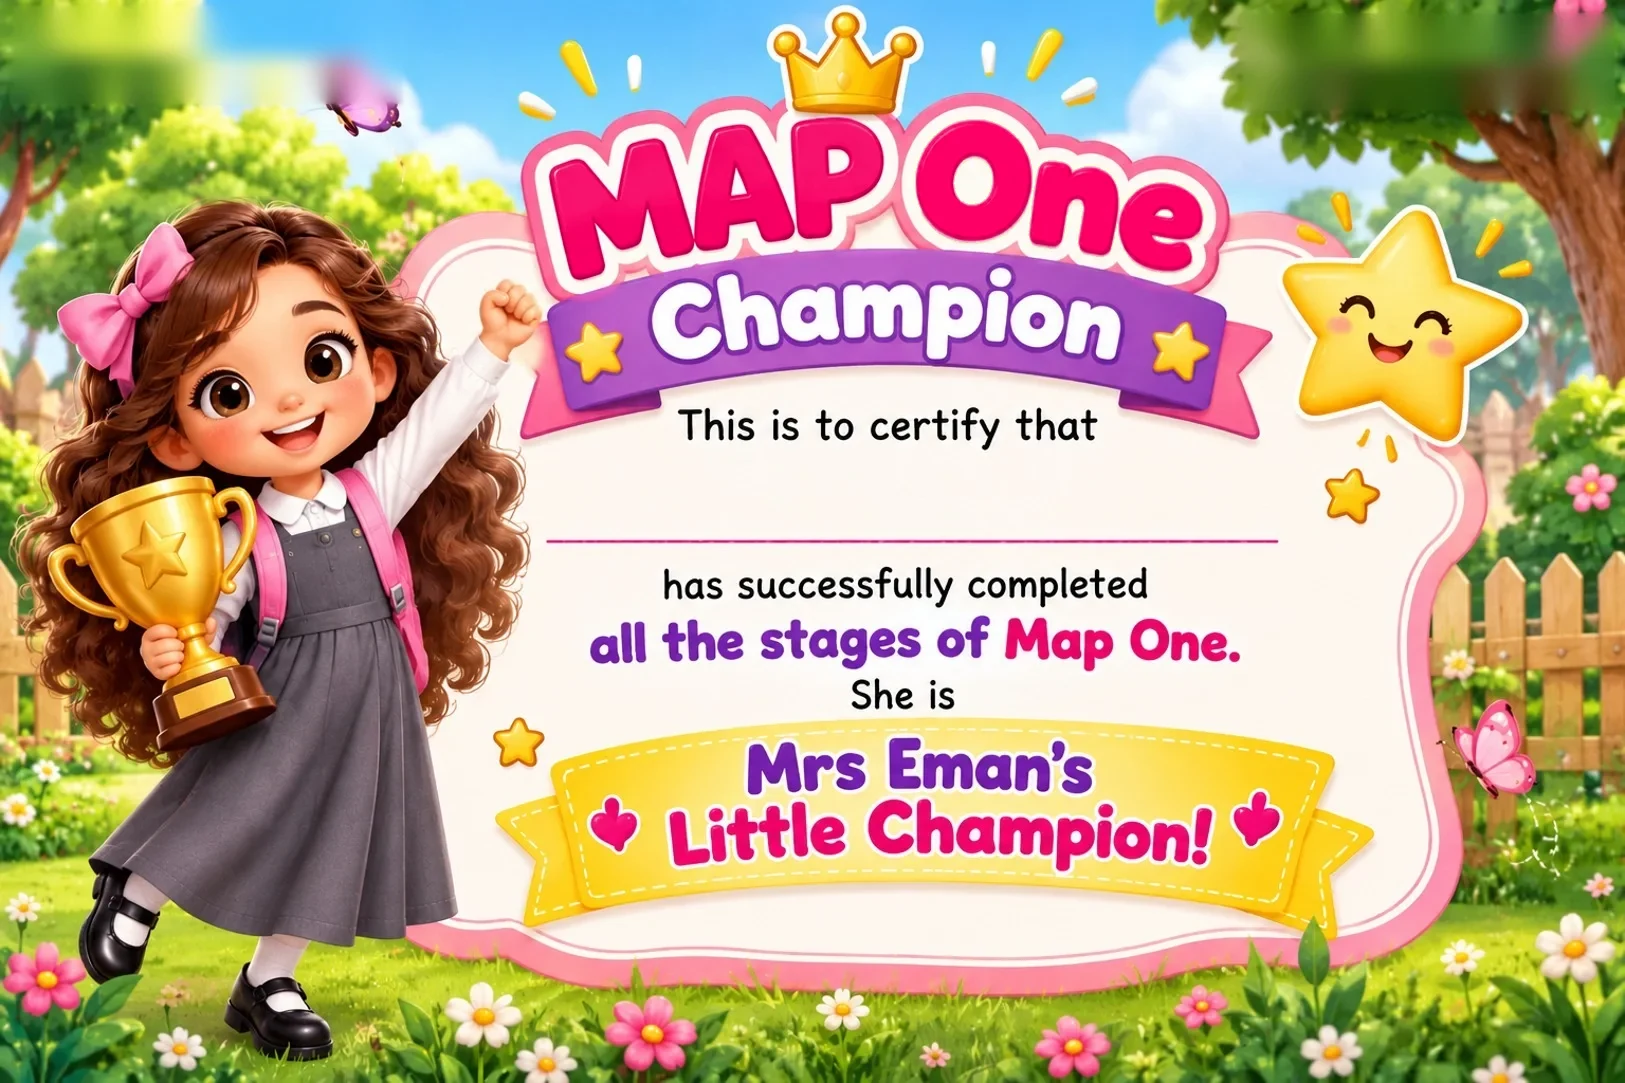 MAP One
Champion
This is to certify that
has successfully completed
all the stages of Map One.
She is
Mrs Eman's
Little Champion!